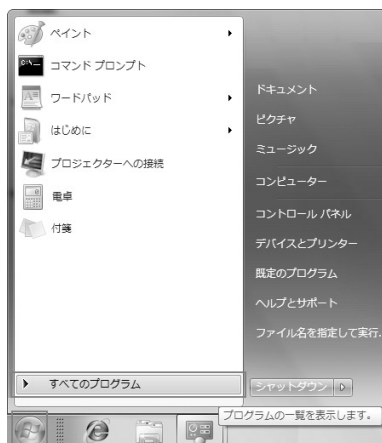 ペイント
C:\_
コマンド プロンプト
ワードパッド
はじめに
プロジェクターへの接続
電卓
付箋
すべてのプログラム
ドキュメント
ピクチャ
ミュージック
コンピューター
コントロール パネル
デバイスとプリンター
既定のプログラム
ヘルプとサポート
ファイル名を指定して実行.
シャットダウン
プログラムの一覧を表示します。